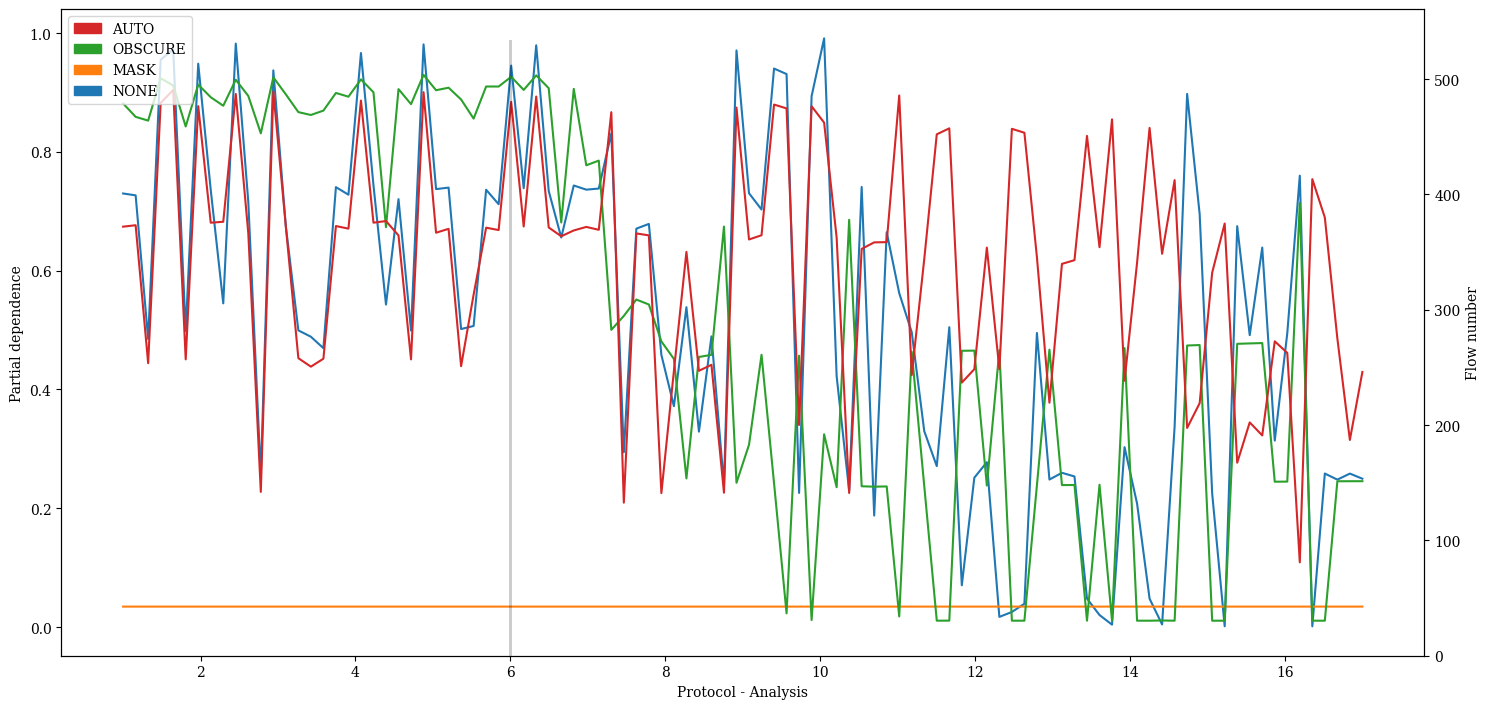 AUTO
OBSCURE
MASK
NONE
1.0
0.8
0.6
0.4
0.2
0.0
Partial dependence
500
400
300
200
100
0
Flow number
2 4 6 8 10 12 14 16
Protocol - Analysis